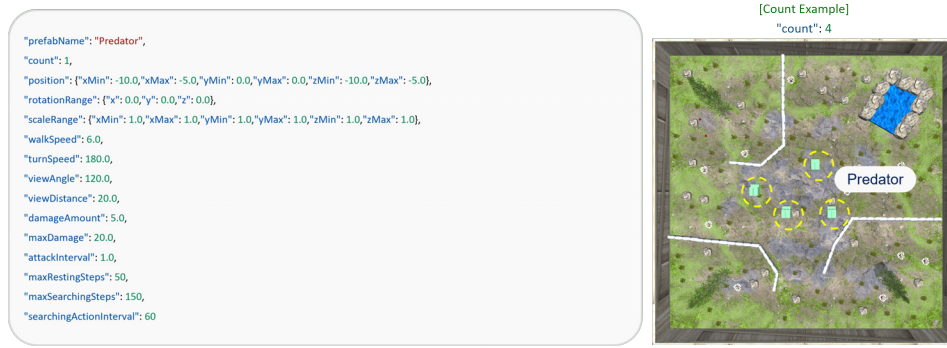 "prefabName": "Predator",
"count": 1,
"position": {"xMin": -10.0,"xMax": -5.0,"yMin": 0.0,"yMax": 0.0,"zMin": -10.0,"zMax": -5.0},
"rotationRange": {"x": 0.0,"y": 0.0,"z": 0.0},
"scaleRange": {"xMin": 1.0,"xMax": 1.0,"yMin": 1.0,"yMax": 1.0,"zMin": 1.0,"zMax": 1.0},
"walkSpeed": 6.0,
"turnSpeed": 180.0,
"viewAngle": 120.0,
"viewDistance": 20.0,
"damageAmount": 5.0,
"maxDamage": 20.0,
"attackInterval": 1.0,
"maxRestingSteps": 50,
"maxSearchingSteps": 150,
"searchingActionInterval": 60
[Count Example]
"count": 4
Predator